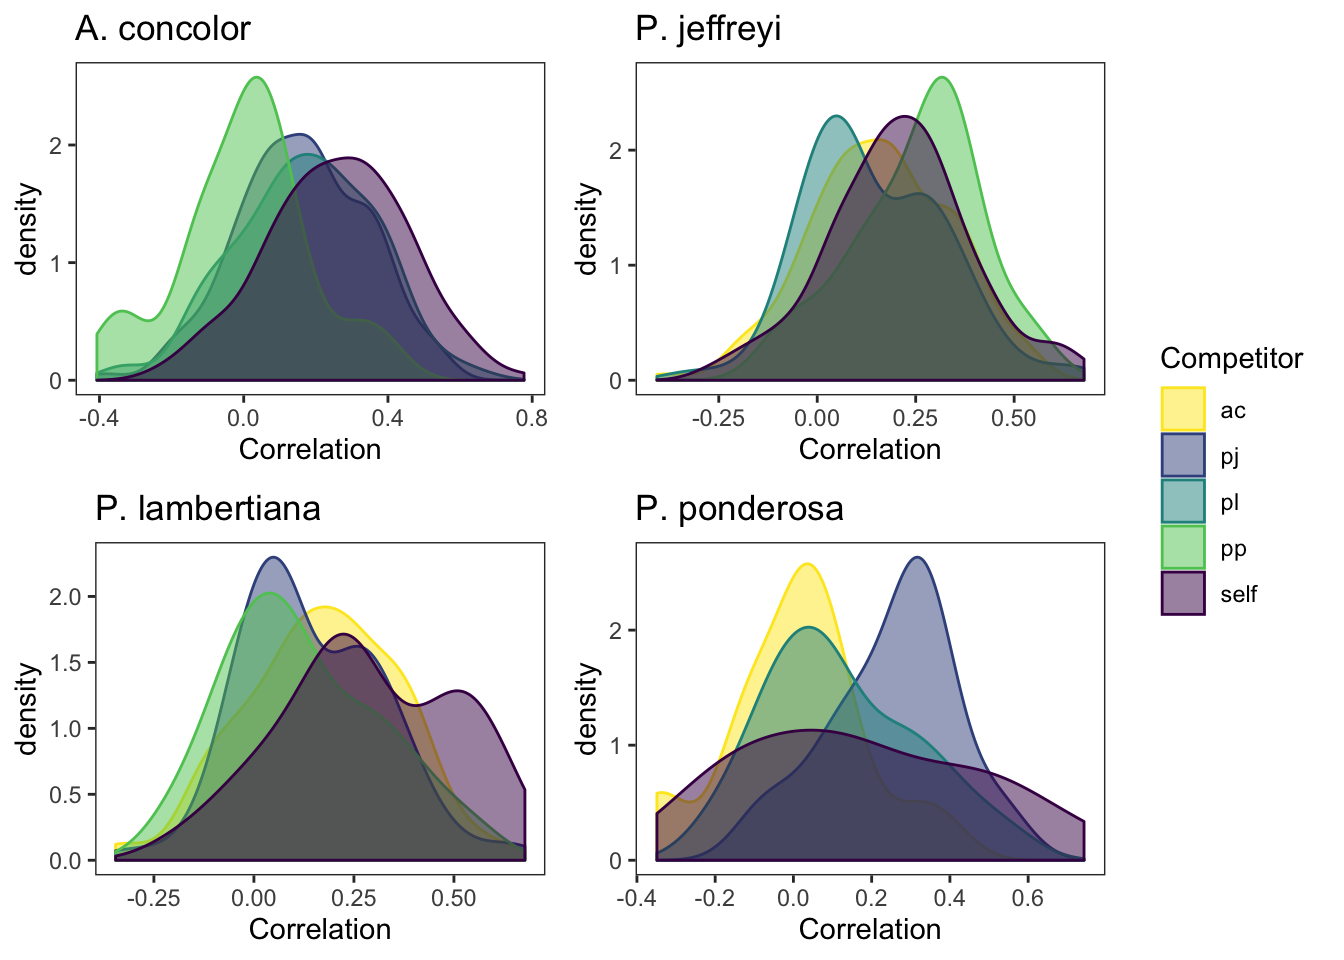 A. concolor
density
2
1
0
-0.4
0.0
0.4
0.8
Correlation
P. jeffreyi
density
2
1
0
-0.25
0.00
0.25
0.50
Correlation
P. lambertiana
density
2.0
1.5
1.0
0.5
0.0
-0.25
0.00
0.25
0.50
Correlation
P. ponderosa
density
2
1
0
-0.4
-0.2
0.0
0.2
0.4
0.6
Correlation
Competitor
ac
pj
pl
pp
self